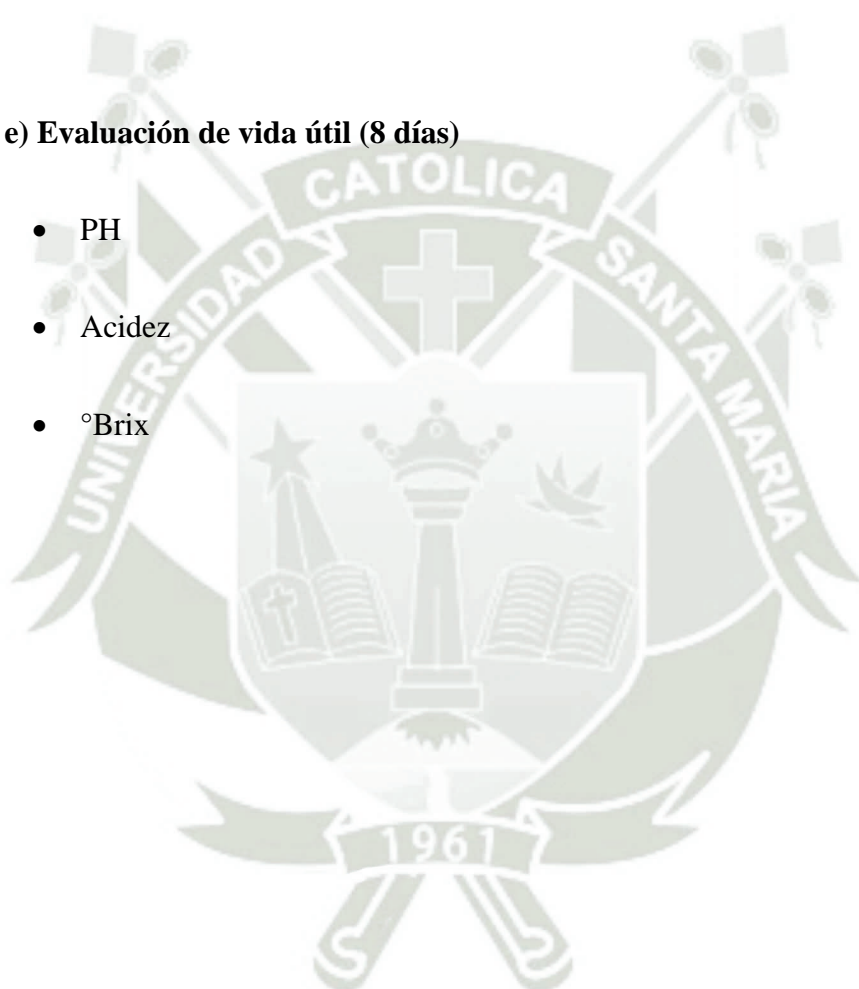 e) Evaluación de vida útil (8 días)
CATOLICA
UNIVERSIDAD
SANTA MARIA
• PH
• Acidez
• °Brix
1961